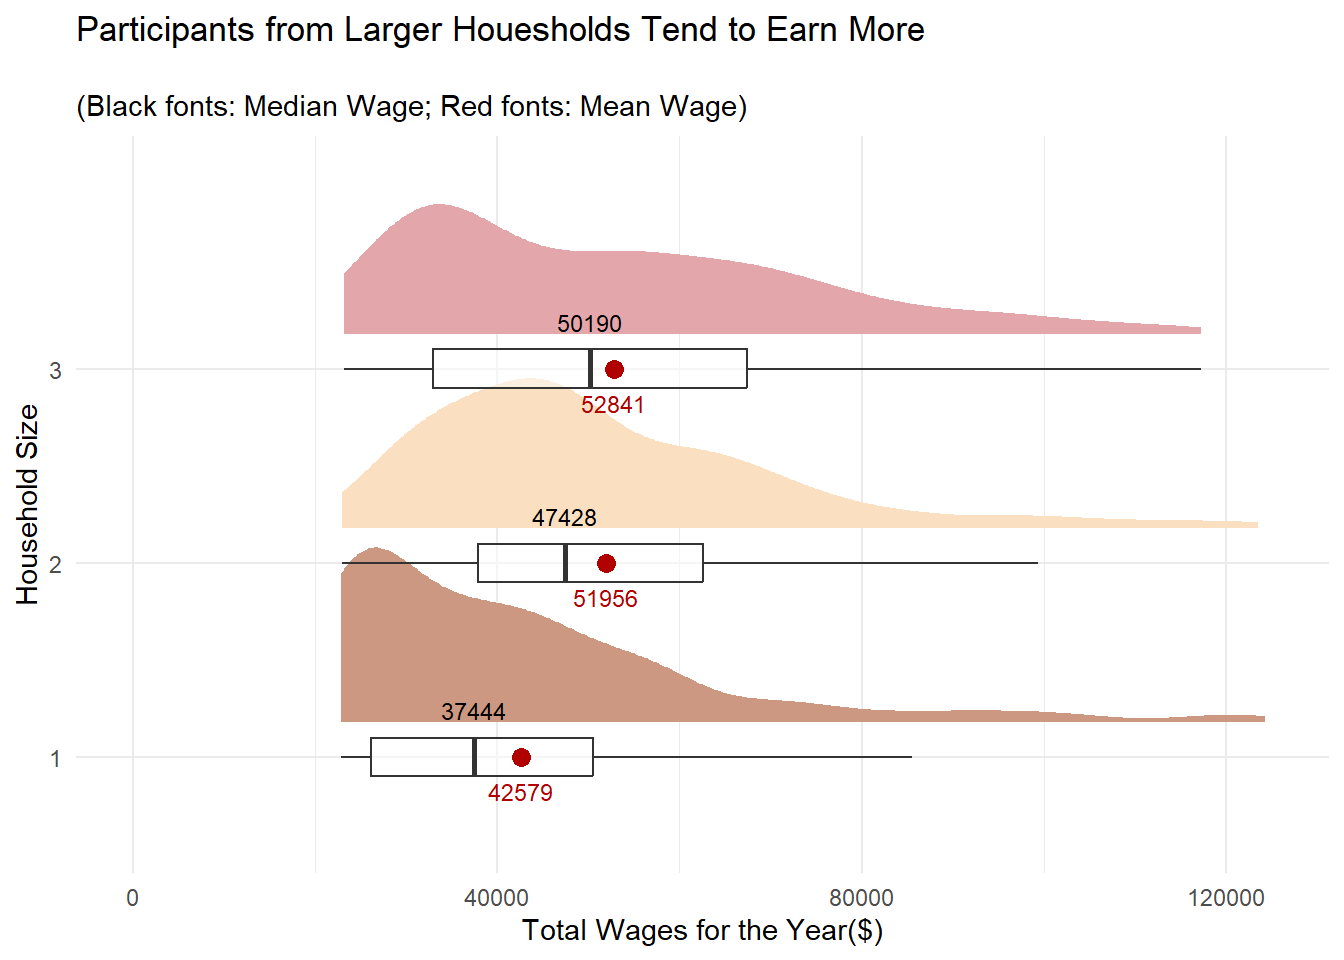 Participants from Larger Houesholds Tend to Earn More
(Black fonts: Median Wage; Red fonts: Mean Wage)
50190
3
52841
47428
Household Size
2
51956
37444
1
42579
0 40000 80000 120000
Total Wages for the Year($)